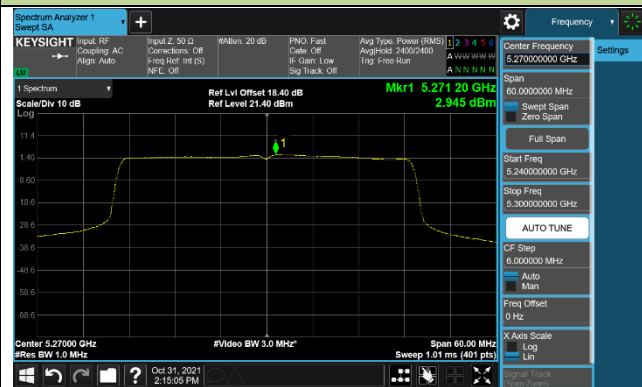 Spectrum Analyzer 1
Swept SA
Frequency
KEYSIGHT
Input: RF
Coupling: AC
Align: Auto
Input Z: 50 Ω
Corrections: Off
Freq Ref: Int (S)
NFE: Off
#Atten: 20 dB
PNO: Fast
Gate: Off
IF Gain: Low
Sig Track: Off
Avg Type: Power (RMS)
Avg|Hold: 2400/2400
Trig: Free Run
1 2 3 4 5 6
A W W W W W
A N N N N N
1 Spectrum
Scale/Div 10 dB
Log
Ref Lvl Offset 18.40 dB
Ref Level 21.40 dBm
Mkr1 5.271 20 GHz
2.945 dBm
1
11.4
1.40
-8.60
-18.6
-28.6
-38.6
-48.6
-58.6
-68.6
Center 5.27000 GHz
#Res BW 1.0 MHz
#Video BW 3.0 MHz*
Span 60.00 MHz
Sweep 1.01 ms (401 pts)
Oct 31, 2021
2:15:05 PM
Center Frequency
5.270000000 GHz
Span
60.0000000 MHz
Swept Span
Zero Span
Full Span
Start Freq
5.240000000 GHz
Stop Freq
5.300000000 GHz
AUTO TUNE
CF Step
6.000000 MHz
Auto
Man
Freq Offset
0 Hz
X Axis Scale
Log
Lin
Signal Track
(Span Zoom)
Settings